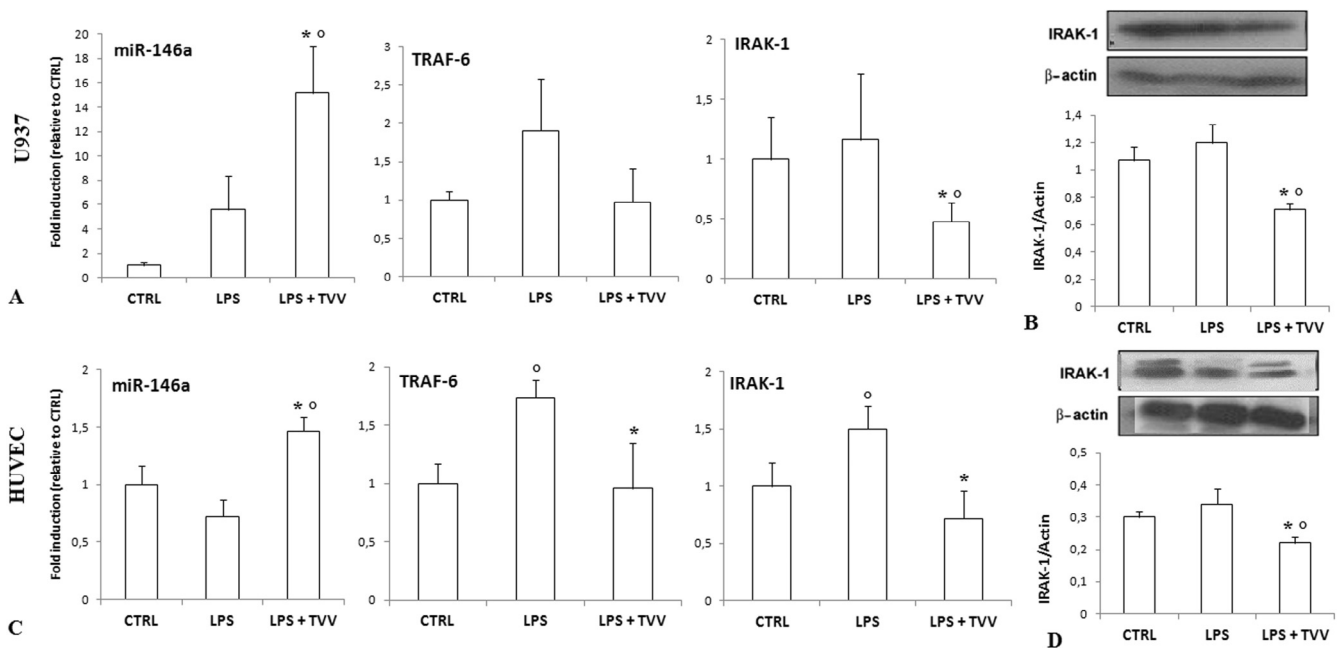 U937
A
Fold induction (relative to CTRL)
miR-146a
20
18
16
14
12
10
8
6
4
2
0
* o
CTRL LPS LPS + TVV
TRAF-6
3
2,5
2
1,5
1
0,5
0
CTRL LPS LPS + TVV
IRAK-1
2
1,5
1
0,5
0
* o
CTRL LPS LPS + TVV
B
IRAK-1
β-actin
IRAK-1/Actin
1,4
1,2
1
0,8
0,6
0,4
0,2
0
* o
CTRL LPS LPS + TVV
HUVEC
C
Fold induction (relative to CTRL)
miR-146a
2
1,5
1
0,5
0
* o
CTRL LPS LPS + TVV
TRAF-6
2
1,5
1
0,5
0
o
*
CTRL LPS LPS + TVV
IRAK-1
2
1,5
1
0,5
0
o
*
CTRL LPS LPS + TVV
D
IRAK-1
β-actin
IRAK-1/Actin
0,5
0,4
0,3
0,2
0,1
0
* o
CTRL LPS LPS + TVV